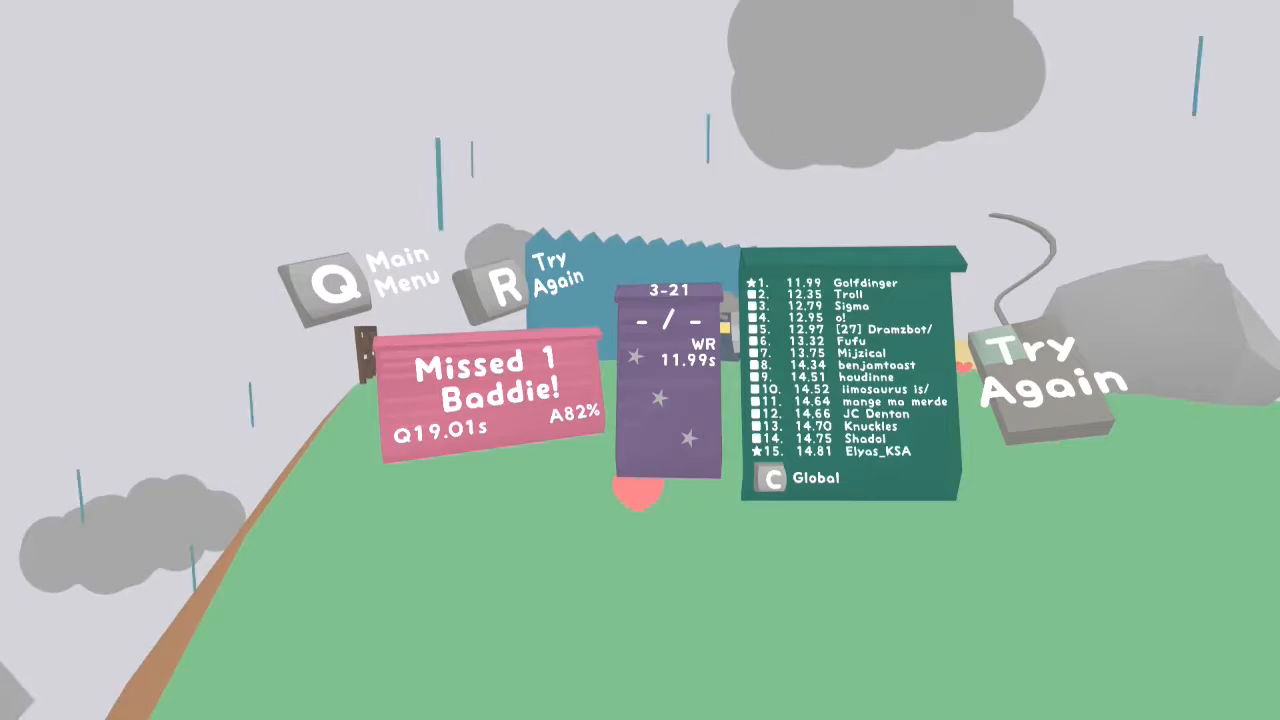 Q Main
Menu
R Try
Again
Missed 1
Baddie!
Q19.01s
A82%
3-21
- / -
WR
11.99s
★1. 11.99 Golfdinger
2. 12.35 Troll
3. 12.79 Sigma
4. 12.95 o!
5. 12.97 [27] Dramzbot/
6. 13.32 Fufu
7. 13.75 Mijzical
8. 14.34 benjamtoast
9. 14.51 houdinne
10. 14.52 iimosaurus is/
11. 14.64 mange ma merde
12. 14.66 JC Denton
13. 14.70 Knuckles
14. 14.75 Shadol
★15. 14.81 Elyas_KSA
C Global
Try
Again